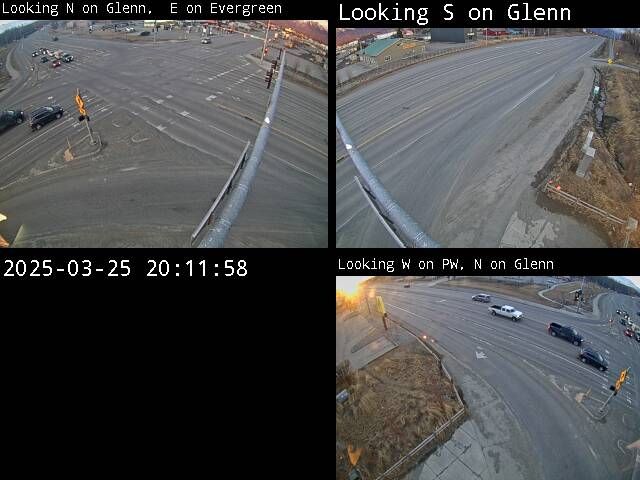 Looking N on Glenn,  E on Evergreen
Looking S on Glenn
2025-03-25 20:11:58
Looking W on PW, N on Glenn